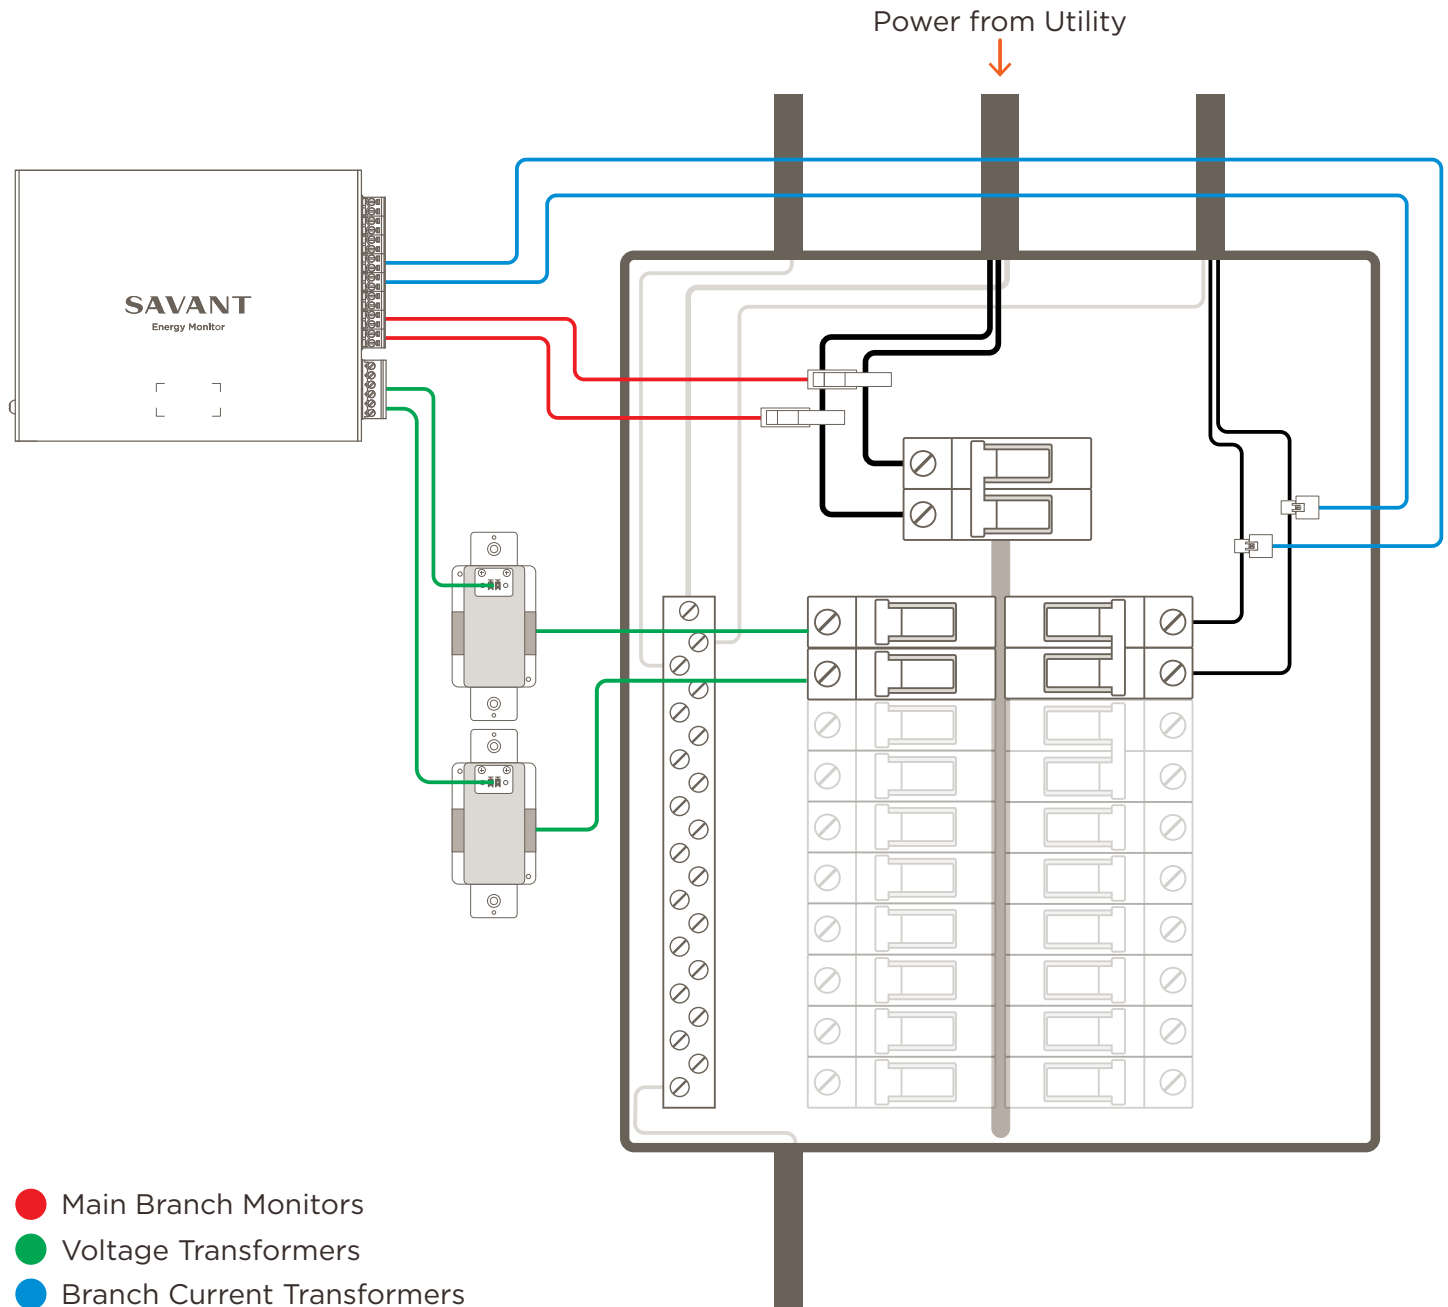 Power from Utility
SAVANT
Energy Monitor
Main Branch Monitors
Voltage Transformers
Branch Current Transformers